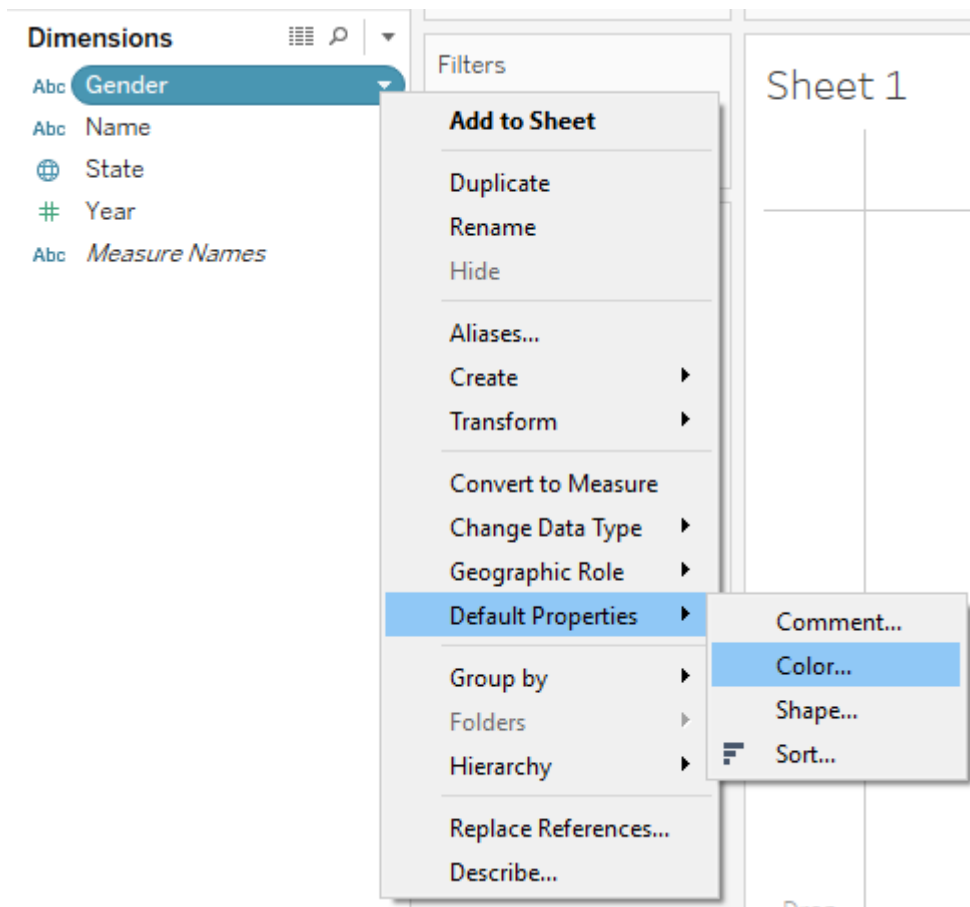 Dimensions
Abc Gender
Abc Name
State
# Year
Abc Measure Names
Filters
Sheet 1
Add to Sheet
Duplicate
Rename
Hide
Aliases...
Create
Transform
Convert to Measure
Change Data Type
Geographic Role
Default Properties
Group by
Folders
Hierarchy
Replace References...
Describe...
Comment...
Color...
Shape...
Sort...